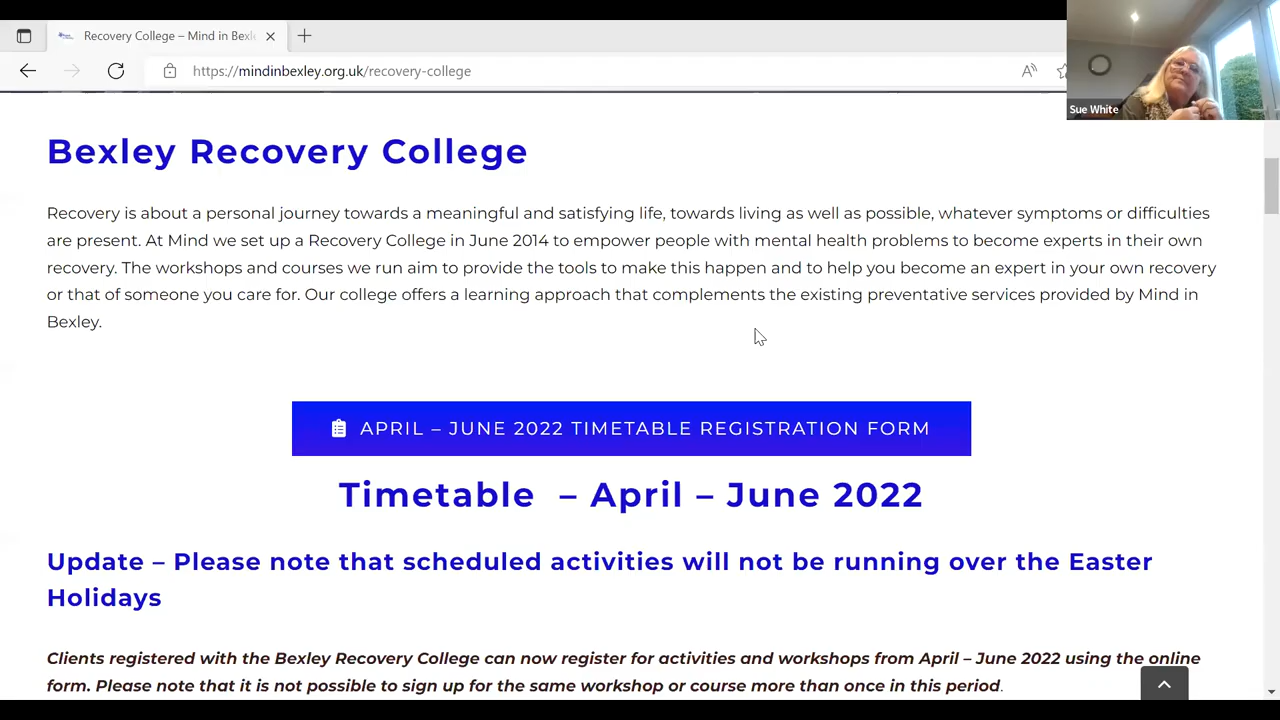 Recovery College – Mind in Bexle
https://mindinbexley.org.uk/recovery-college
Sue White
Bexley Recovery College
Recovery is about a personal journey towards a meaningful and satisfying life, towards living as well as possible, whatever symptoms or difficulties
are present. At Mind we set up a Recovery College in June 2014 to empower people with mental health problems to become experts in their own
recovery. The workshops and courses we run aim to provide the tools to make this happen and to help you become an expert in your own recovery
or that of someone you care for. Our college offers a learning approach that complements the existing preventative services provided by Mind in
Bexley.
APRIL – JUNE 2022 TIMETABLE REGISTRATION FORM
Timetable – April – June 2022
Update – Please note that scheduled activities will not be running over the Easter
Holidays
Clients registered with the Bexley Recovery College can now register for activities and workshops from April – June 2022 using the online
form. Please note that it is not possible to sign up for the same workshop or course more than once in this period.